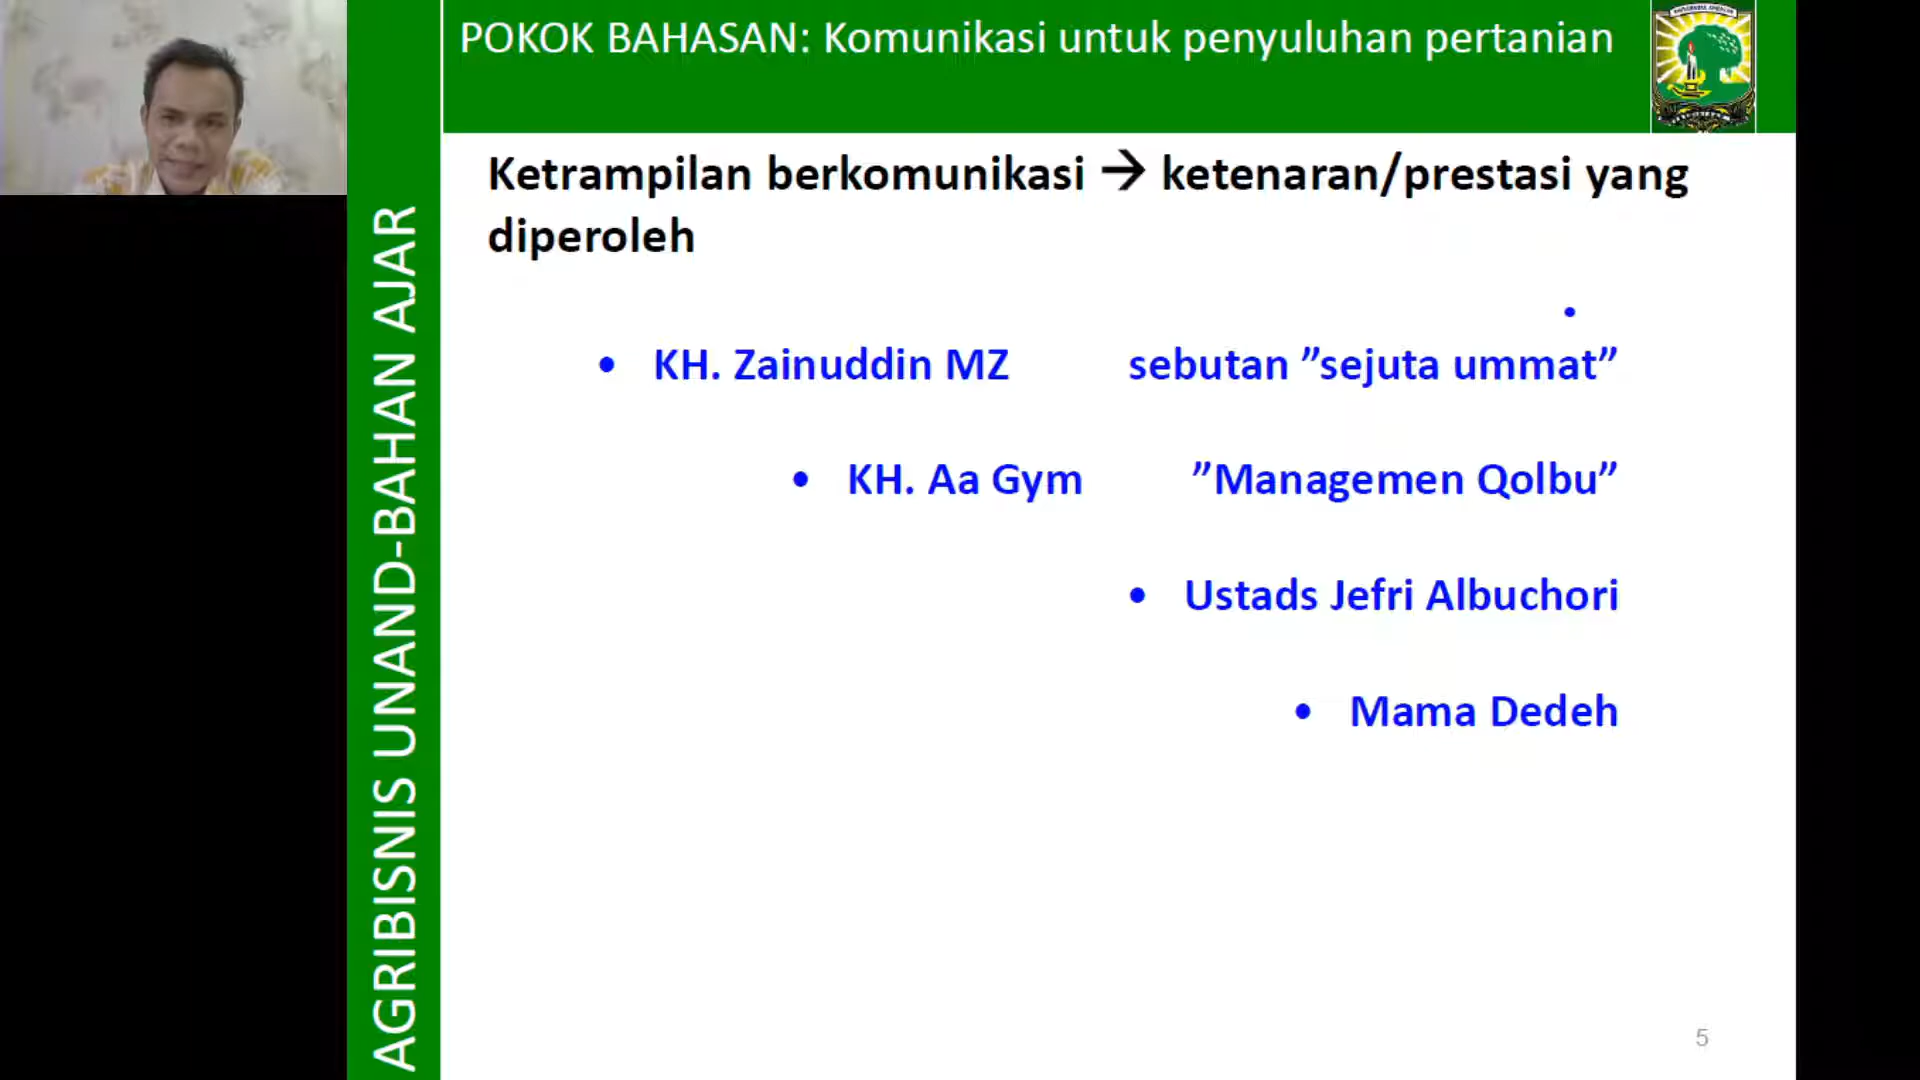 POKOK BAHASAN: Komunikasi untuk penyuluhan pertanian
AGRIBISNIS UNAND-BAHAN AJAR
Ketrampilan berkomunikasi → ketenaran/prestasi yang
diperoleh
•
• KH. Zainuddin MZ sebutan ”sejuta ummat”
• KH. Aa Gym ”Managemen Qolbu”
• Ustads Jefri Albuchori
• Mama Dedeh
5